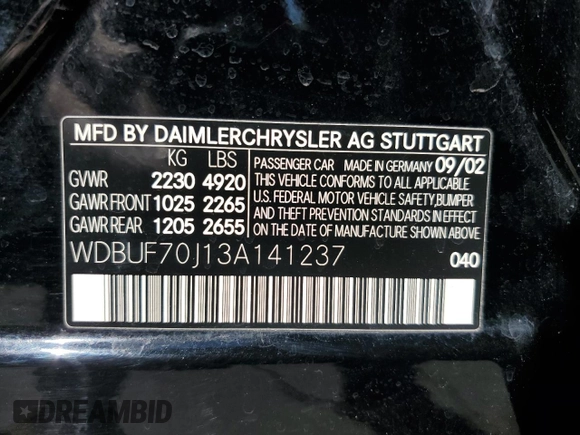 MFD BY DAIMLERCHRYSLER AG STUTTGART
KG LBS
GVWR 2230 4920
GAWR FRONT 1025 2265
GAWR REAR 1205 2655
PASSENGER CAR MADE IN GERMANY 09/02
THIS VEHICLE CONFORMS TO ALL APPLICABLE
U.S. FEDERAL MOTOR VEHICLE SAFETY,BUMPER
AND THEFT PREVENTION STANDARDS IN EFFECT
ON THE DATE OF MANUFACTURE SHOWN ABOVE
WDBUF70J13A141237 040
DREAMBID